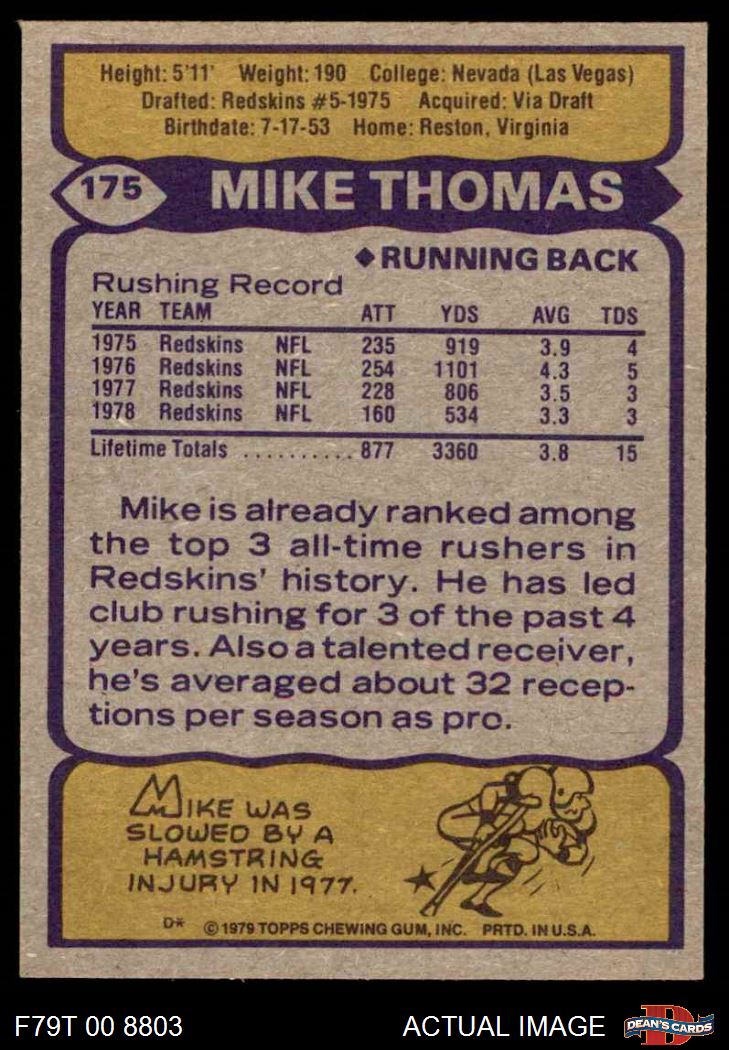 Height: 5'11" Weight: 190 College: Nevada (Las Vegas)
Drafted: Redskins #5-1975 Acquired: Via Draft
Birthdate: 7-17-53 Home: Reston, Virginia
175 MIKE THOMAS
◆ RUNNING BACK
Rushing Record
YEAR TEAM ATT YDS AVG TDS
1975 Redskins NFL 235 919 3.9 4
1976 Redskins NFL 254 1101 4.3 5
1977 Redskins NFL 228 806 3.5 3
1978 Redskins NFL 160 534 3.3 3
Lifetime Totals .......... 877 3360 3.8 15
Mike is already ranked among
the top 3 all-time rushers in
Redskins' history. He has led
club rushing for 3 of the past 4
years. Also a talented receiver,
he's averaged about 32 recep-
tions per season as pro.
MIKE WAS
SLOWED BY A
HAMSTRING
INJURY IN 1977.
D* © 1979 TOPPS CHEWING GUM, INC. PRTD. IN U.S.A.
F79T 00 8803 ACTUAL IMAGE D DEAN'S CARDS